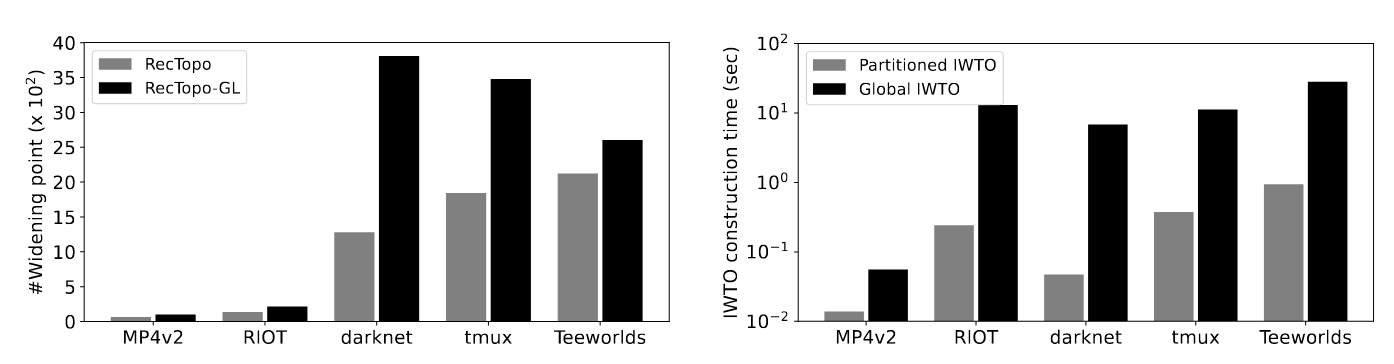 #Widening point (x 10²)
40
35
30
25
20
15
10
5
0
RecTopo
RecTopo-GL
MP4v2 RIOT darknet tmux Teeworlds
IWTO construction time (sec)
10²
10¹
10⁰
10⁻¹
10⁻²
Partitioned IWTO
Global IWTO
MP4v2 RIOT darknet tmux Teeworlds